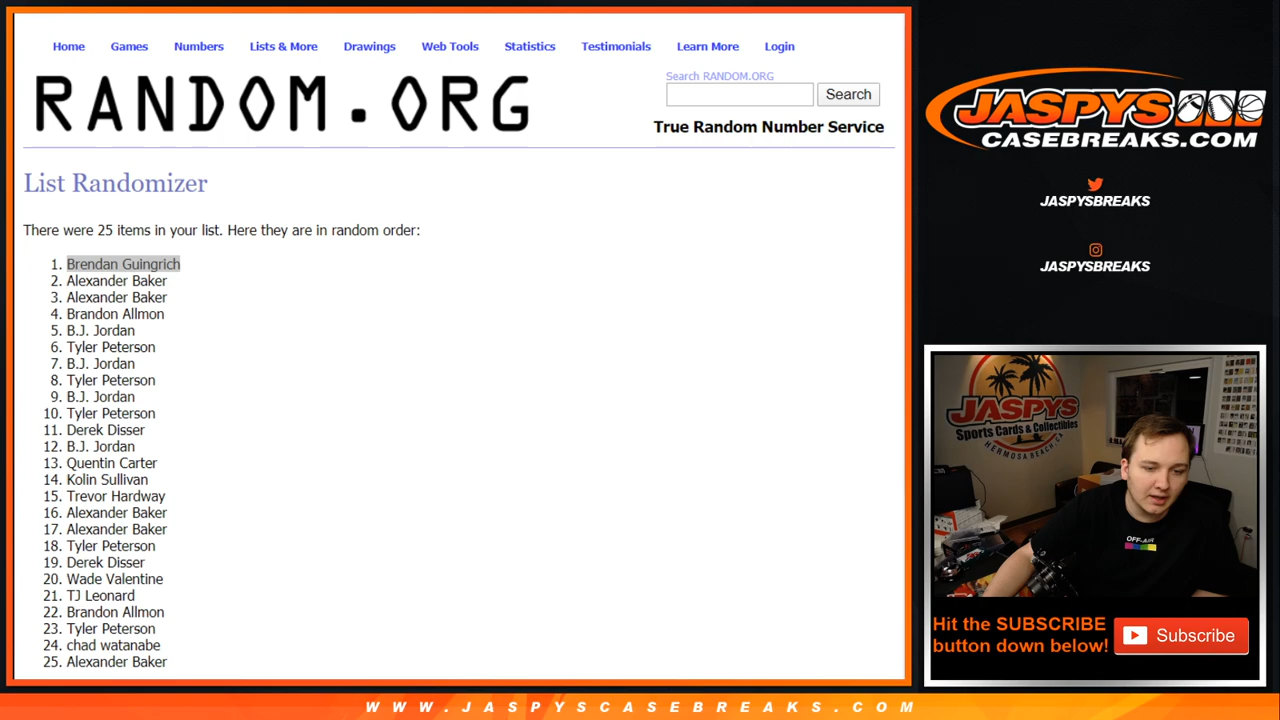 Home Games Numbers Lists & More Drawings Web Tools Statistics Testimonials Learn More Login
RANDOM.ORG
Search RANDOM.ORG
Search
True Random Number Service
List Randomizer
There were 25 items in your list. Here they are in random order:
1. Brendan Guingrich
2. Alexander Baker
3. Alexander Baker
4. Brandon Allmon
5. B.J. Jordan
6. Tyler Peterson
7. B.J. Jordan
8. Tyler Peterson
9. B.J. Jordan
10. Tyler Peterson
11. Derek Disser
12. B.J. Jordan
13. Quentin Carter
14. Kolin Sullivan
15. Trevor Hardway
16. Alexander Baker
17. Alexander Baker
18. Tyler Peterson
19. Derek Disser
20. Wade Valentine
21. TJ Leonard
22. Brandon Allmon
23. Tyler Peterson
24. chad watanabe
25. Alexander Baker
JASPYS
CASEBREAKS.COM
JASPYSBREAKS
JASPYSBREAKS
JASPYS
Sports Cards & Collectibles
HERMOSA BEACH, CA
Hit the SUBSCRIBE
button down below!
Subscribe
WWW.JASPYSCASEBREAKS.COM